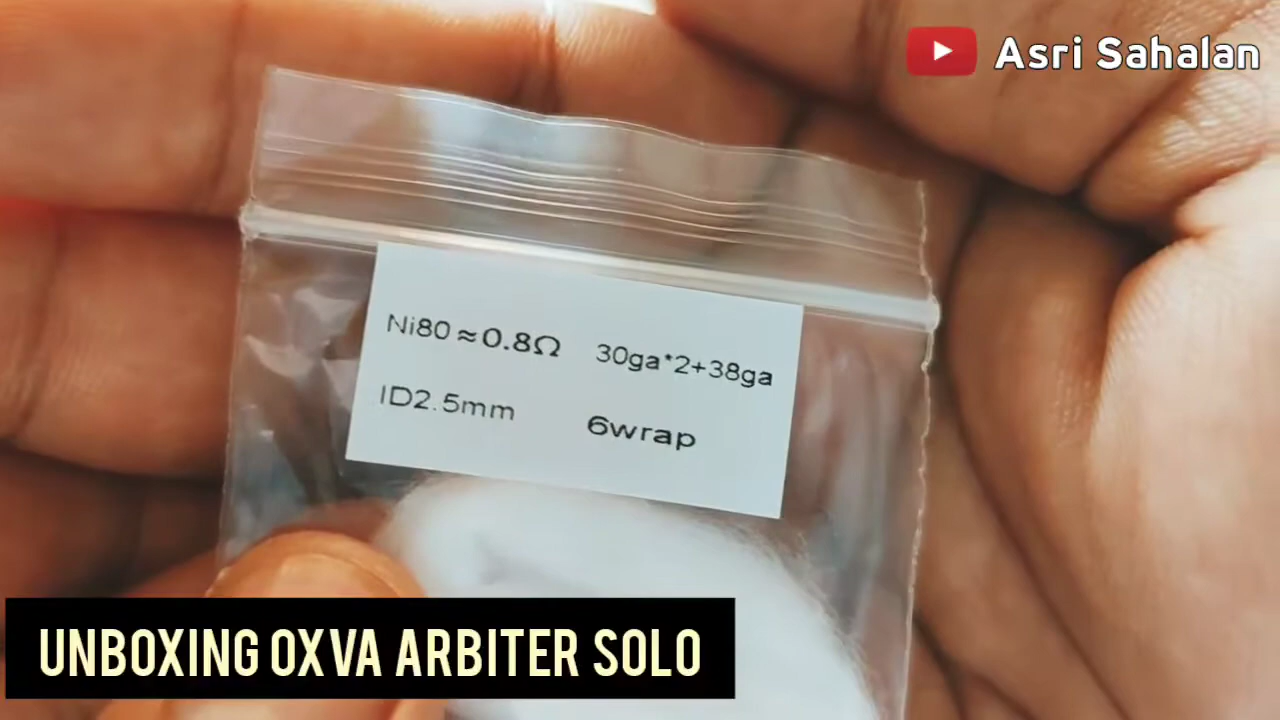 Asri Sahalan
Ni80≈0.8Ω 30ga*2+38ga
ID2.5mm 6wrap
UNBOXING OXVA ARBITER SOLO